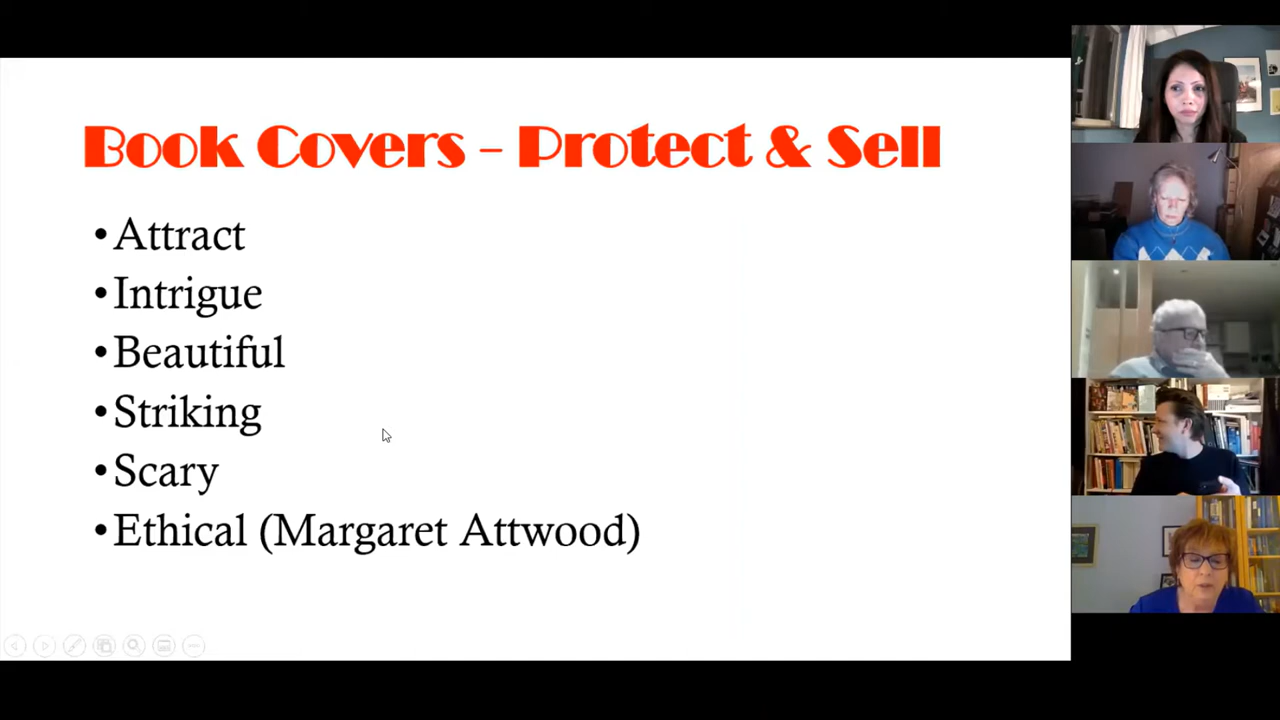 Book Covers – Protect & Sell
•Attract
•Intrigue
•Beautiful
•Striking
•Scary
•Ethical (Margaret Attwood)